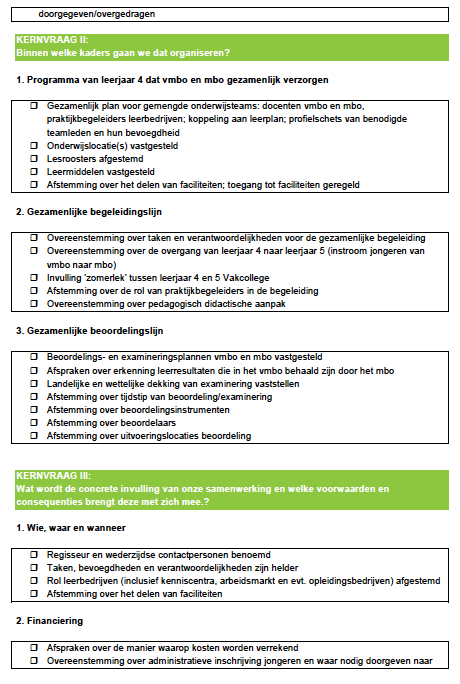 doorgegeven/overgedragen
KERNVRAAG II:
Binnen welke kaders gaan we dat organiseren?
1. Programma van leerjaar 4 dat vmbo en mbo gezamenlijk verzorgen
❐ Gezamenlijk plan voor gemengde onderwijsteams: docenten vmbo en mbo,
praktijkbegeleiders leerbedrijven; koppeling aan leerplan; profielschets van benodigde
teamleden en hun bevoegdheid
❐ Onderwijslocatie(s) vastgesteld
❐ Lesroosters afgestemd
❐ Leermiddelen vastgesteld
❐ Afstemming over het delen van faciliteiten; toegang tot faciliteiten geregeld
2. Gezamenlijke begeleidingslijn
❐ Overeenstemming over taken en verantwoordelijkheden voor de gezamenlijke begeleiding
❐ Overeenstemming over de overgang van leerjaar 4 naar leerjaar 5 (instroom jongeren van
vmbo naar mbo)
❐ Invulling 'zomerlek' tussen leerjaar 4 en 5 Vakcollege
❐ Afstemming over de rol van praktijkbegeleiders in de begeleiding
❐ Overeenstemming over pedagogisch didactische aanpak
3. Gezamenlijke beoordelingslijn
❐ Beoordelings- en examineringsplannen vmbo en mbo vastgesteld
❐ Afspraken over erkenning leerresultaten die in het vmbo behaald zijn door het mbo
❐ Landelijke en wettelijke dekking van examinering vaststellen
❐ Afstemming over tijdstip van beoordeling/examinering
❐ Afstemming over beoordelingsinstrumenten
❐ Afstemming over beoordelaars
❐ Afstemming over uitvoeringslocaties beoordeling
KERNVRAAG III:
Wat wordt de concrete invulling van onze samenwerking en welke voorwaarden en
consequenties brengt deze met zich mee.?
1. Wie, waar en wanneer
❐ Regisseur en wederzijdse contactpersonen benoemd
❐ Taken, bevoegdheden en verantwoordelijkheden zijn helder
❐ Rol leerbedrijven (inclusief kenniscentra, arbeidsmarkt en evt. opleidingsbedrijven) afgestemd
❐ Afstemming over het delen van faciliteiten
2. Financiering
❐ Afspraken over de manier waarop kosten worden verrekend
❐ Overeenstemming over administratieve inschrijving jongeren en waar nodig doorgeven naar